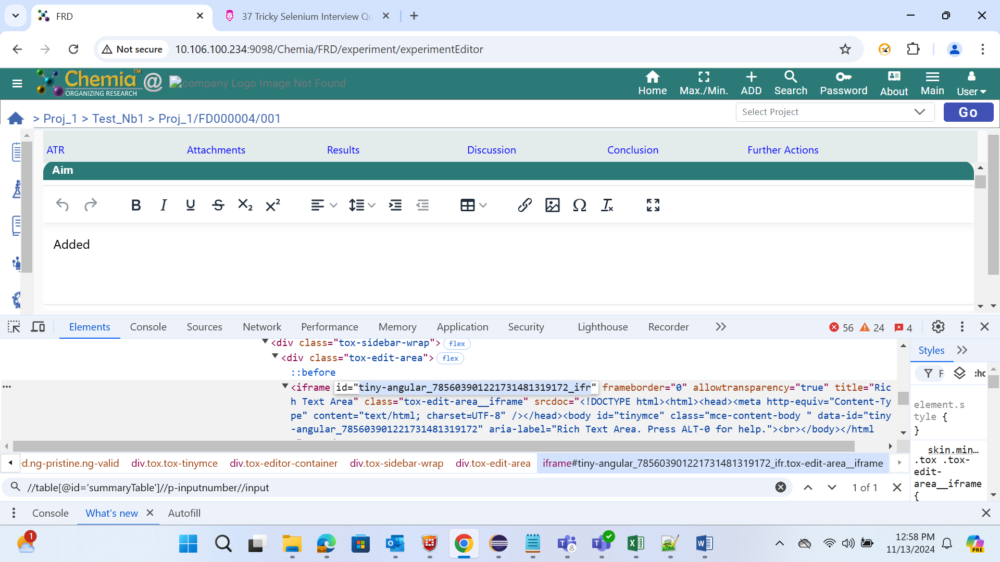 FRD
37 Tricky Selenium Interview Qu
Not secure
10.106.100.234:9098/Chemia/FRD/experiment/experimentEditor
Chemia™
ORGANIZING RESEARCH
@
company Logo Image Not Found
Home
Max./Min.
ADD
Search
Password
About
Main
User
> Proj_1 > Test_Nb1 > Proj_1/FD000004/001
Select Project
Go
ATR
Attachments
Results
Discussion
Conclusion
Further Actions
Aim
Added
Elements
Console
Sources
Network
Performance
Memory
Application
Security
Lighthouse
Recorder
56
24
4
<div class="tox-sidebar-wrap">
flex
<div class="tox-edit-area">
flex
::before
<iframe id="tiny-angular_785603901221731481319172_ifr" frameborder="0" allowtransparency="true" title="Ric
h Text Area" class="tox-edit-area__iframe" srcdoc="<!DOCTYPE html><html><head><meta http-equiv="Content-Ty
pe" content="text/html; charset=UTF-8" /></head><body id="tinymce" class="mce-content-body " data-id="tiny
-angular_785603901221731481319172" aria-label="Rich Text Area. Press ALT-0 for help."><br></body></html
Styles
F
:hc
element.s
tyle {
}
skin.min…
.tox .tox-
edit-
area__iframe
{
d.ng-pristine.ng-valid
div.tox.tox-tinymce
div.tox-editor-container
div.tox-sidebar-wrap
div.tox-edit-area
iframe#tiny-angular_785603901221731481319172_ifr.tox-edit-area__iframe
//table[@id='summaryTable']//p-inputnumber//input
1 of 1
Console
What's new
Autofill
1
12:58 PM
11/13/2024
PRE